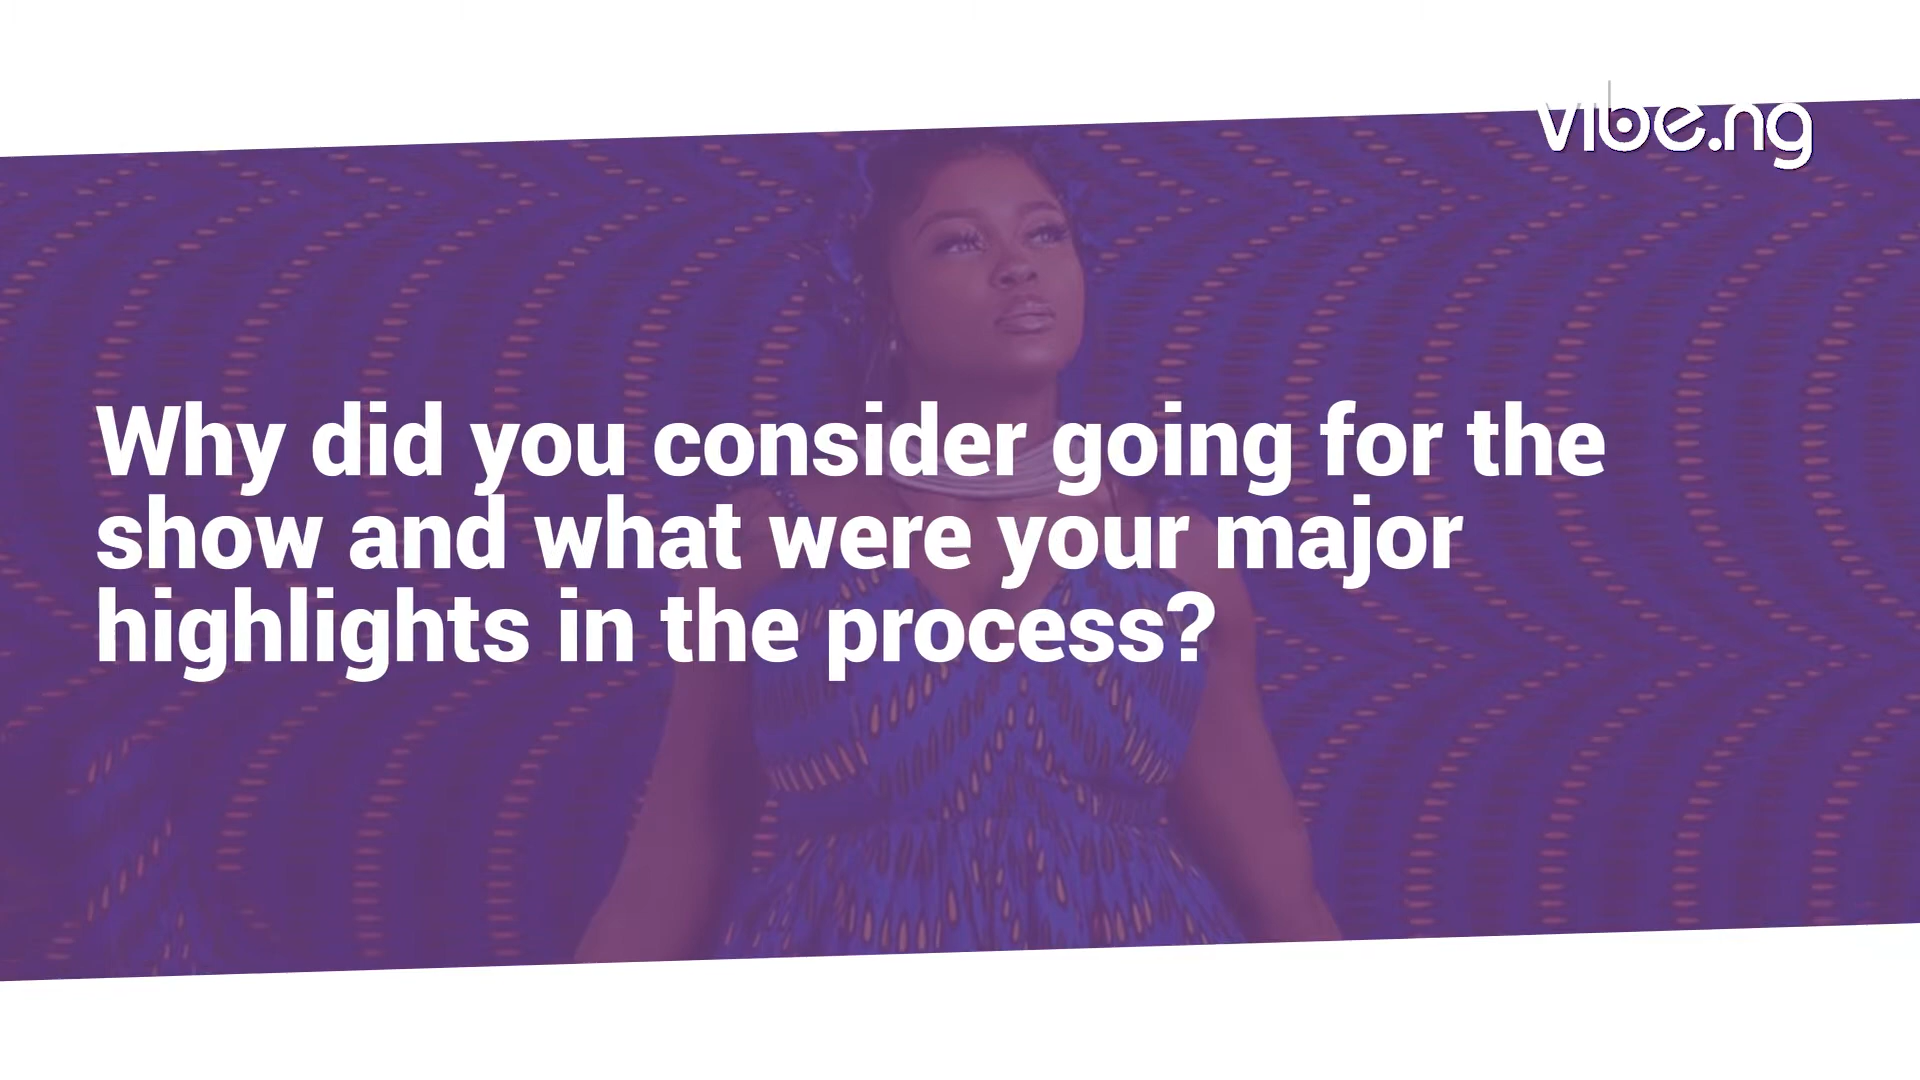 vibe.ng
Why did you consider going for the
show and what were your major
highlights in the process?